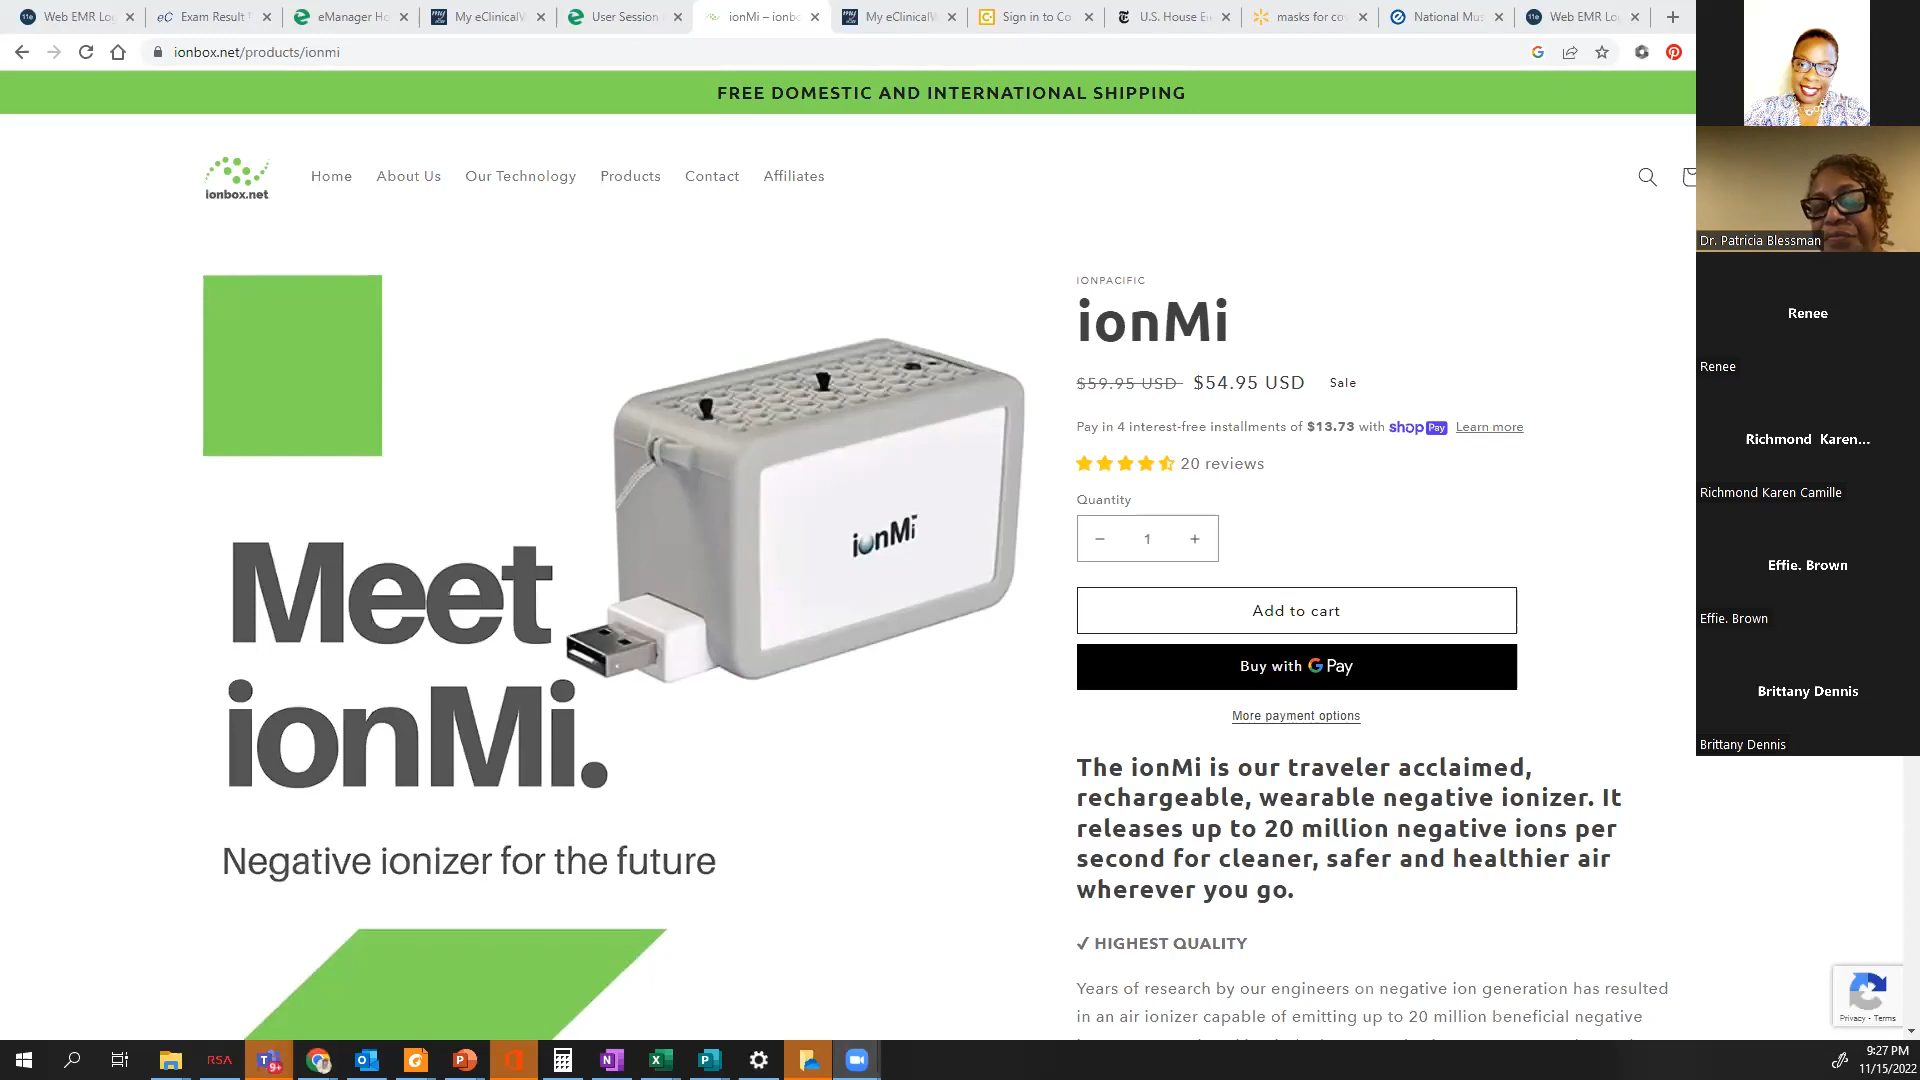 Web EMR Lo
Exam Result
eManager Ho
My eClinicalW
User Session
ionMi – ionbo
My eClinicalW
Sign in to Co
U.S. House El
masks for co
National Mu
Web EMR Lo
ionbox.net/products/ionmi
FREE DOMESTIC AND INTERNATIONAL SHIPPING
ionbox.net
Home
About Us
Our Technology
Products
Contact
Affiliates
IONPACIFIC
ionMi
$59.95 USD $54.95 USD Sale
Pay in 4 interest-free installments of $13.73 with shop Pay Learn more
20 reviews
Quantity
− 1 +
Add to cart
Buy with G Pay
More payment options
The ionMi is our traveler acclaimed,
rechargeable, wearable negative ionizer. It
releases up to 20 million negative ions per
second for cleaner, safer and healthier air
wherever you go.
✓ HIGHEST QUALITY
Years of research by our engineers on negative ion generation has resulted
in an air ionizer capable of emitting up to 20 million beneficial negative
ionMi
Meet
ionMi.
Negative ionizer for the future
Dr. Patricia Blessman
Renee
Renee
Richmond Karen...
Richmond Karen Camille
Effie. Brown
Effie. Brown
Brittany Dennis
Brittany Dennis
Privacy - Terms
RSA
9+
9:27 PM
11/15/2022